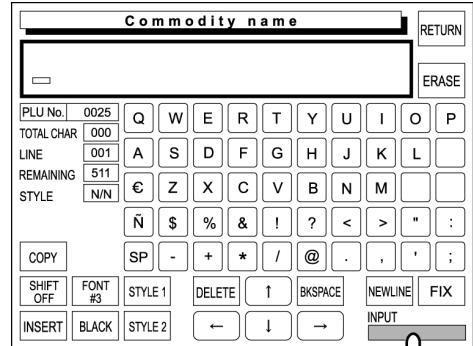 Commodity name
RETURN
ERASE
PLU No. 0025
TOTAL CHAR 000
LINE 001
REMAINING 511
STYLE N/N
Q W E R T Y U I O P
A S D F G H J K L
€ Z X C V B N M
Ñ $ % & ! ? < > " :
COPY SP - + * / @ . , ' ;
SHIFT OFF FONT #3 STYLE 1 DELETE ↑ BKSPACE NEWLINE FIX
INSERT BLACK STYLE 2 ← ↓ → INPUT